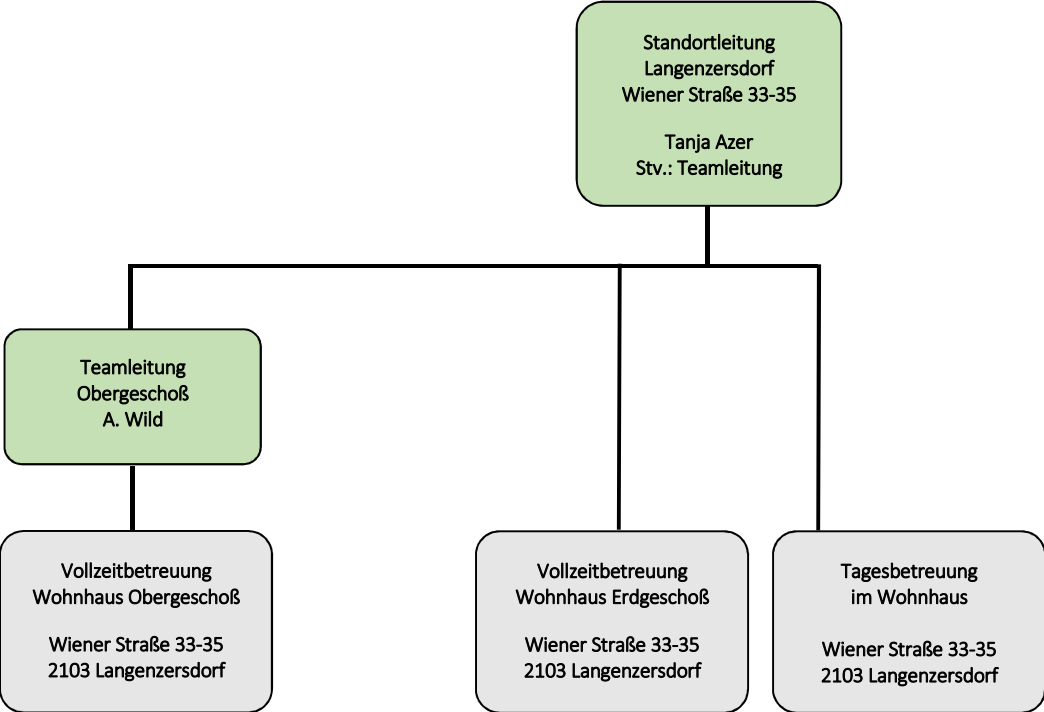 Standortleitung
Langenzersdorf
Wiener Straße 33-35
Tanja Azer
Stv.: Teamleitung
Teamleitung
Obergeschoß
A. Wild
Vollzeitbetreuung
Wohnhaus Obergeschoß
Wiener Straße 33-35
2103 Langenzersdorf
Vollzeitbetreuung
Wohnhaus Erdgeschoß
Wiener Straße 33-35
2103 Langenzersdorf
Tagesbetreuung
im Wohnhaus
Wiener Straße 33-35
2103 Langenzersdorf